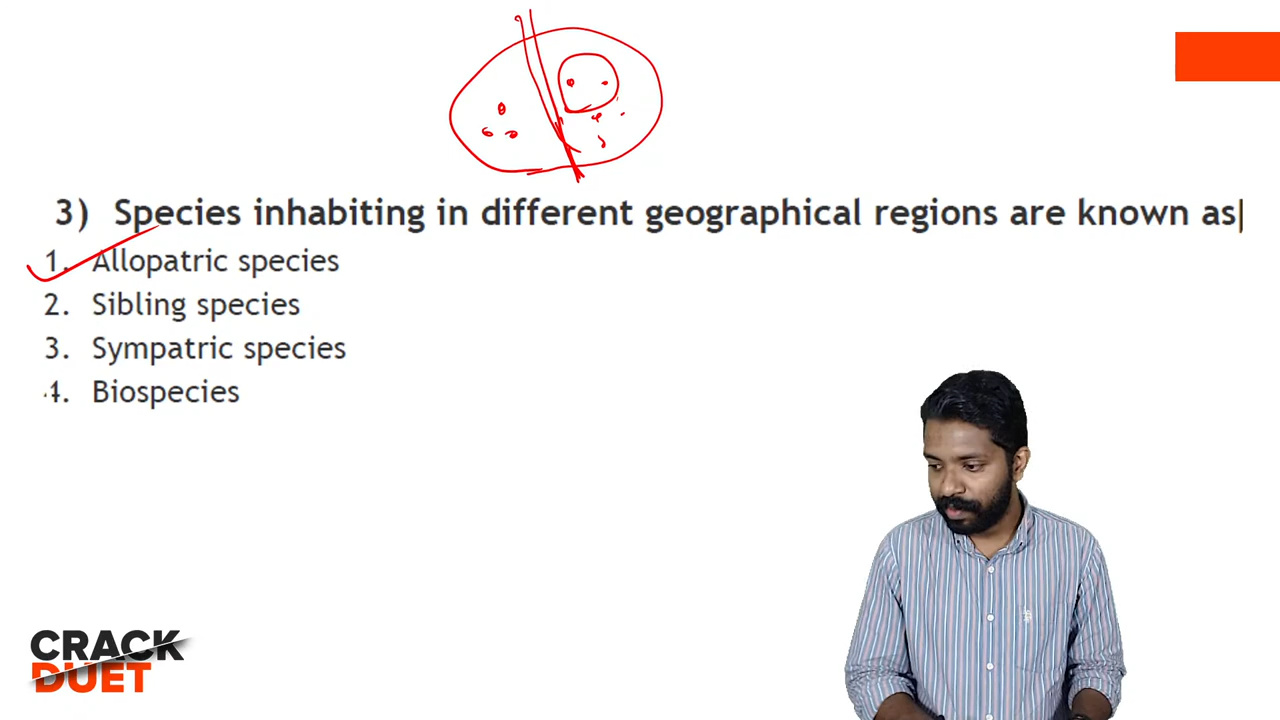 3) Species inhabiting in different geographical regions are known as
1. Allopatric species
2. Sibling species
3. Sympatric species
4. Biospecies
CRACK
DUET